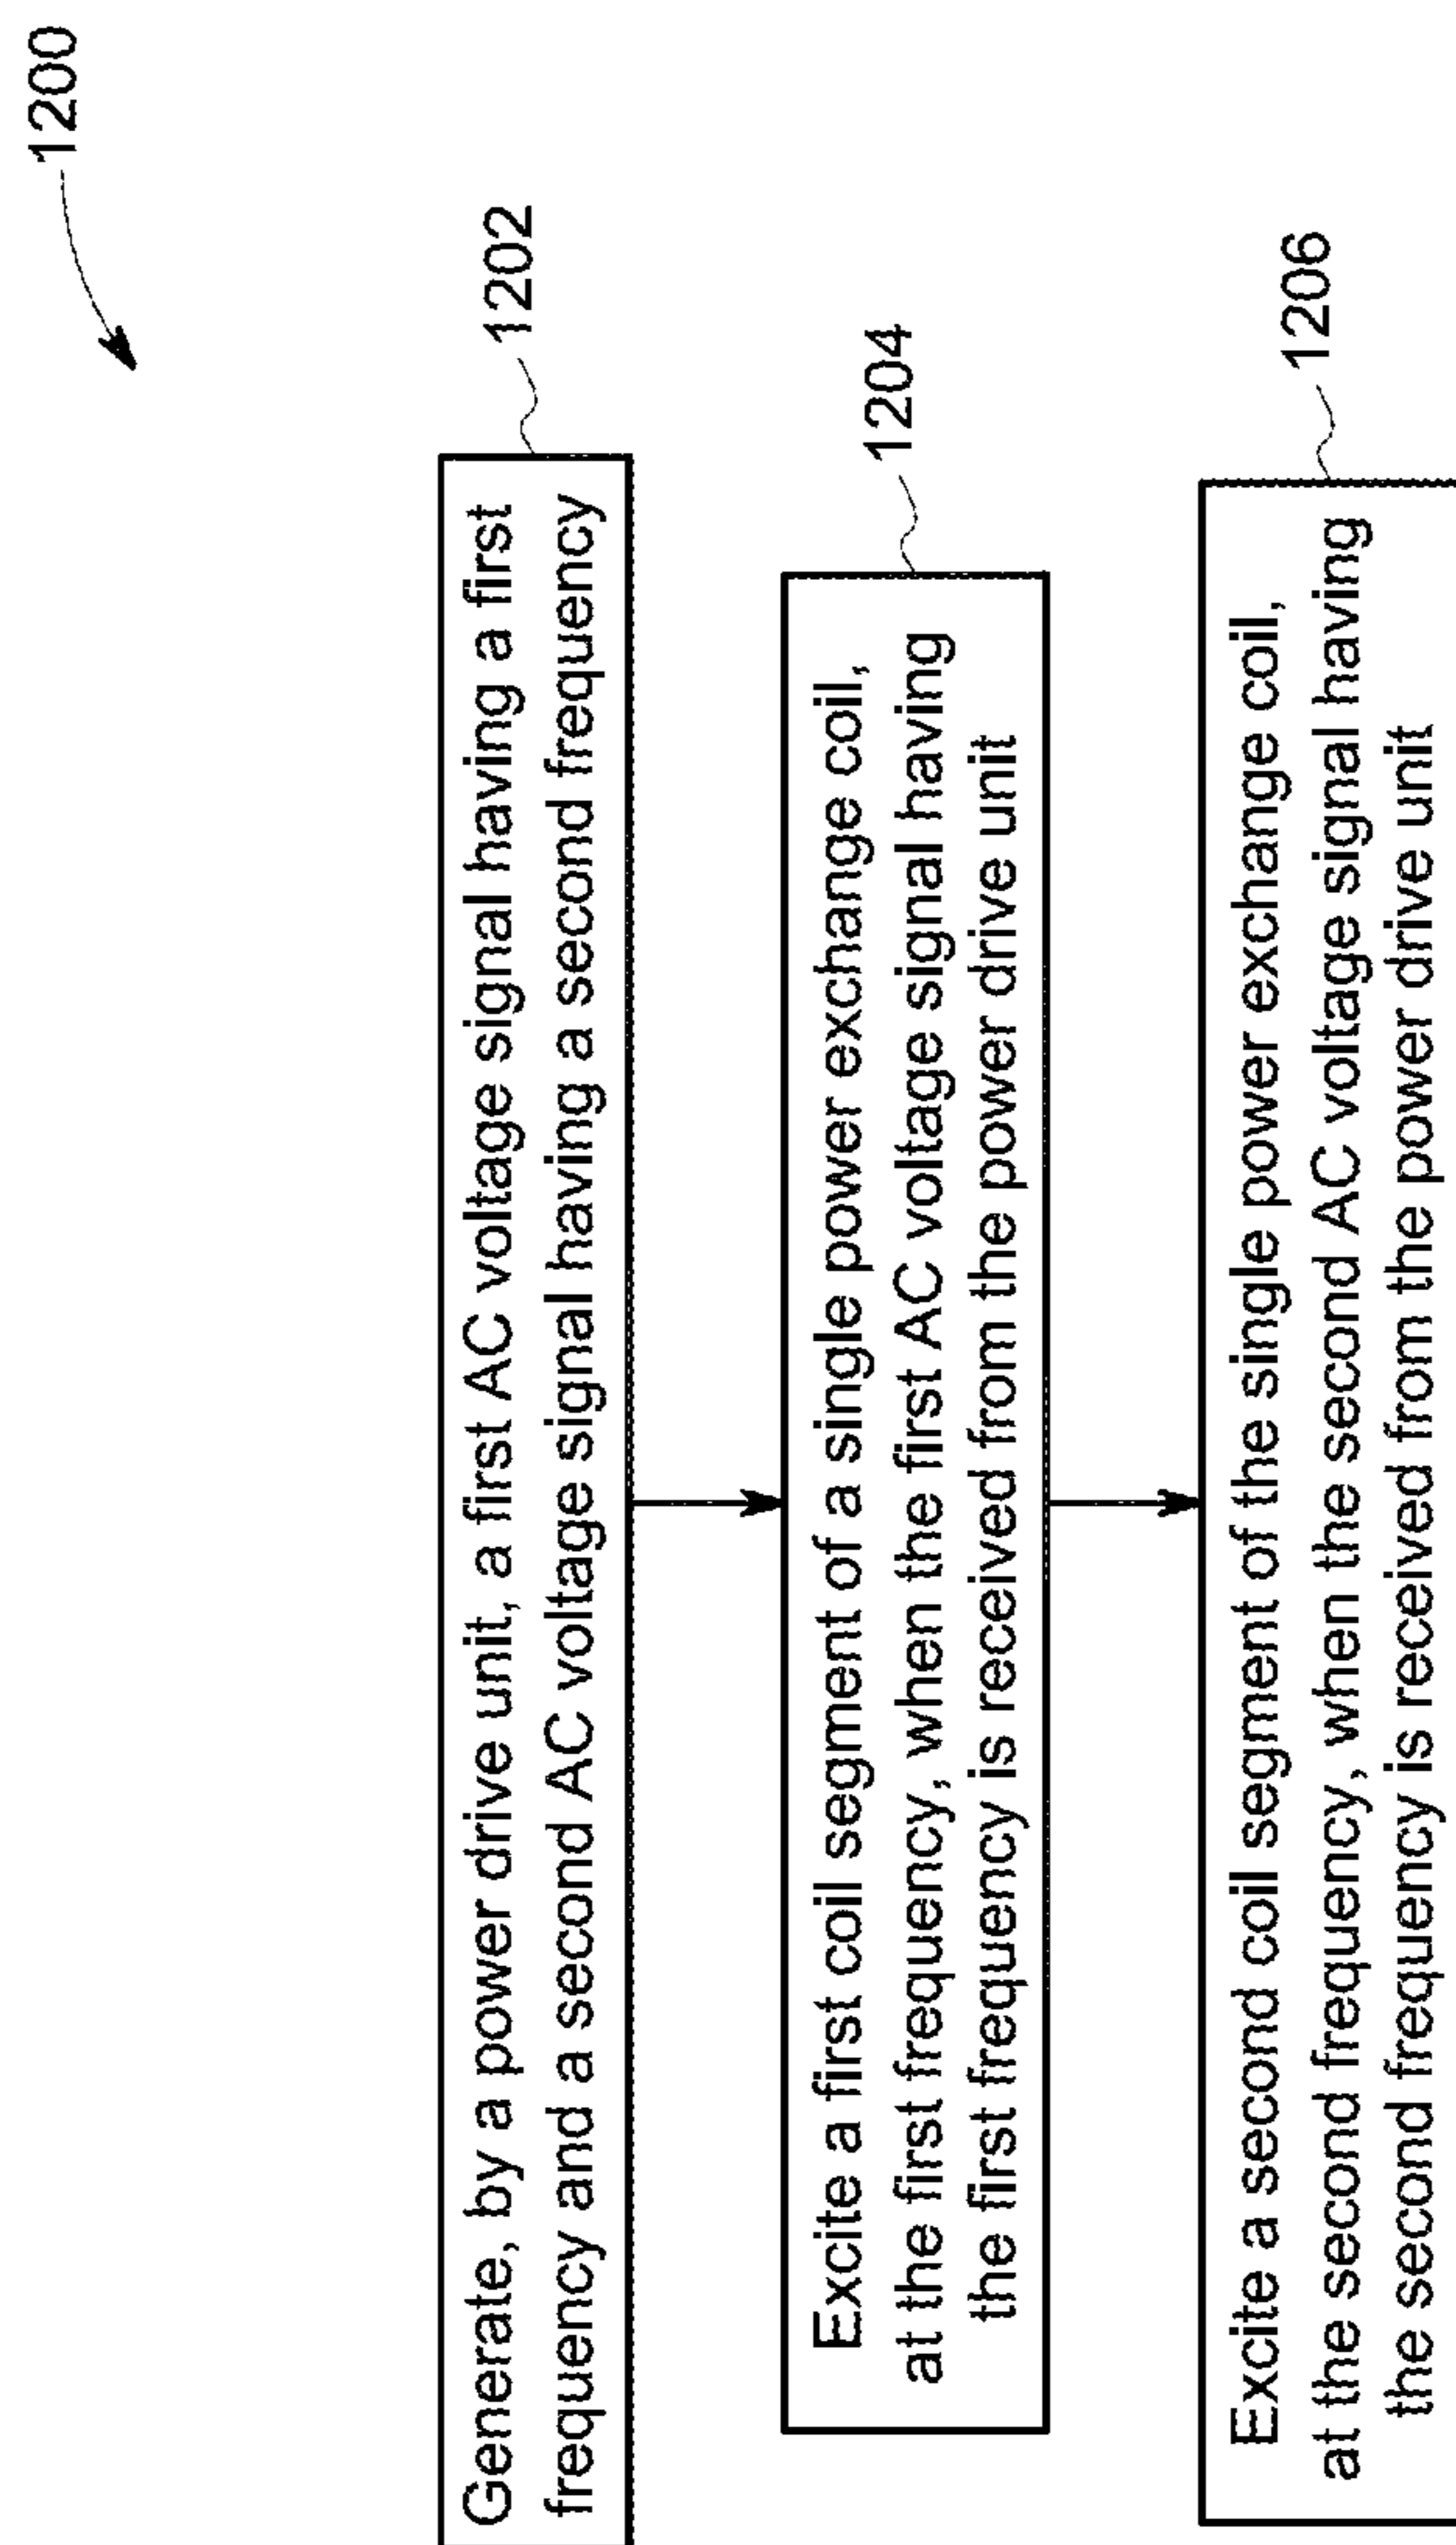 1200
Generate, by a power drive unit, a first AC voltage signal having a first
frequency and a second AC voltage signal having a second frequency
1202
Excite a first coil segment of a single power exchange coil,
at the first frequency, when the first AC voltage signal having
the first frequency is received from the power drive unit
1204
Excite a second coil segment of the single power exchange coil,
at the second frequency, when the second AC voltage signal having
the second frequency is received from the power drive unit
1206